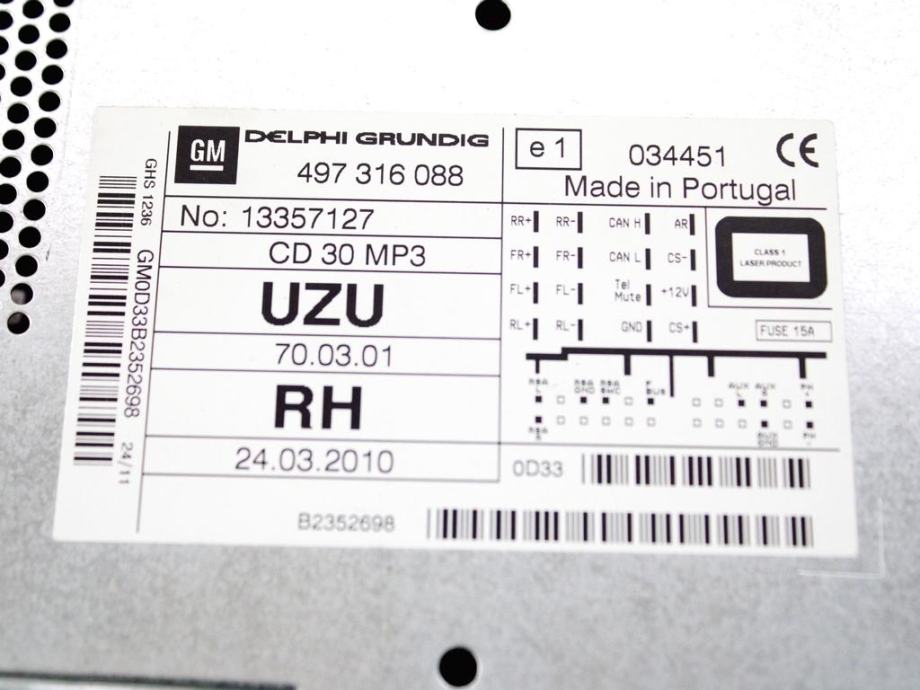 GM DELPHI GRUNDIG
497 316 088
No: 13357127
CD 30 MP3
UZU
70.03.01
RH
24.03.2010
B2352698
GHS 1236 GM0D33B2352698 24/11
e1 034451 CE
Made in Portugal
RR+ RR- CAN H AR
FR+ FR- CAN L CS-
FL+ FL- Tel Mute +12V
RL+ RL- GND CS+
CLASS 1
LASER PRODUCT
FUSE 15A
0D33